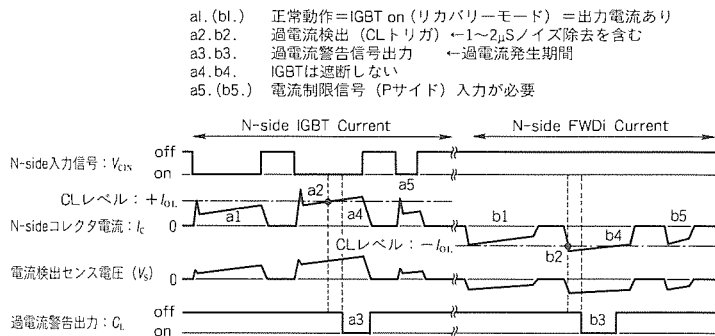 a1.(b1.) 正常動作=IGBT on(リカバリーモード)=出力電流あり
a2.b2. 過電流検出(CLトリガ)←1~2μSノイズ除去を含む
a3.b3. 過電流警告信号出力 ←過電流発生期間
a4.b4. IGBTは遮断しない
a5.(b5.) 電流制限信号(Pサイド)入力が必要
N-side IGBT Current N-side FWDi Current
off
N-side入力信号:VCIN
on
a2 a5
CLレベル:+IOL
a1 a4 b1 b4 b5
N-sideコレクタ電流:IC 0
CLレベル:-IOL
b2
電流検出センス電圧(VS) 0
off
過電流警告出力:CL a3 b3
on